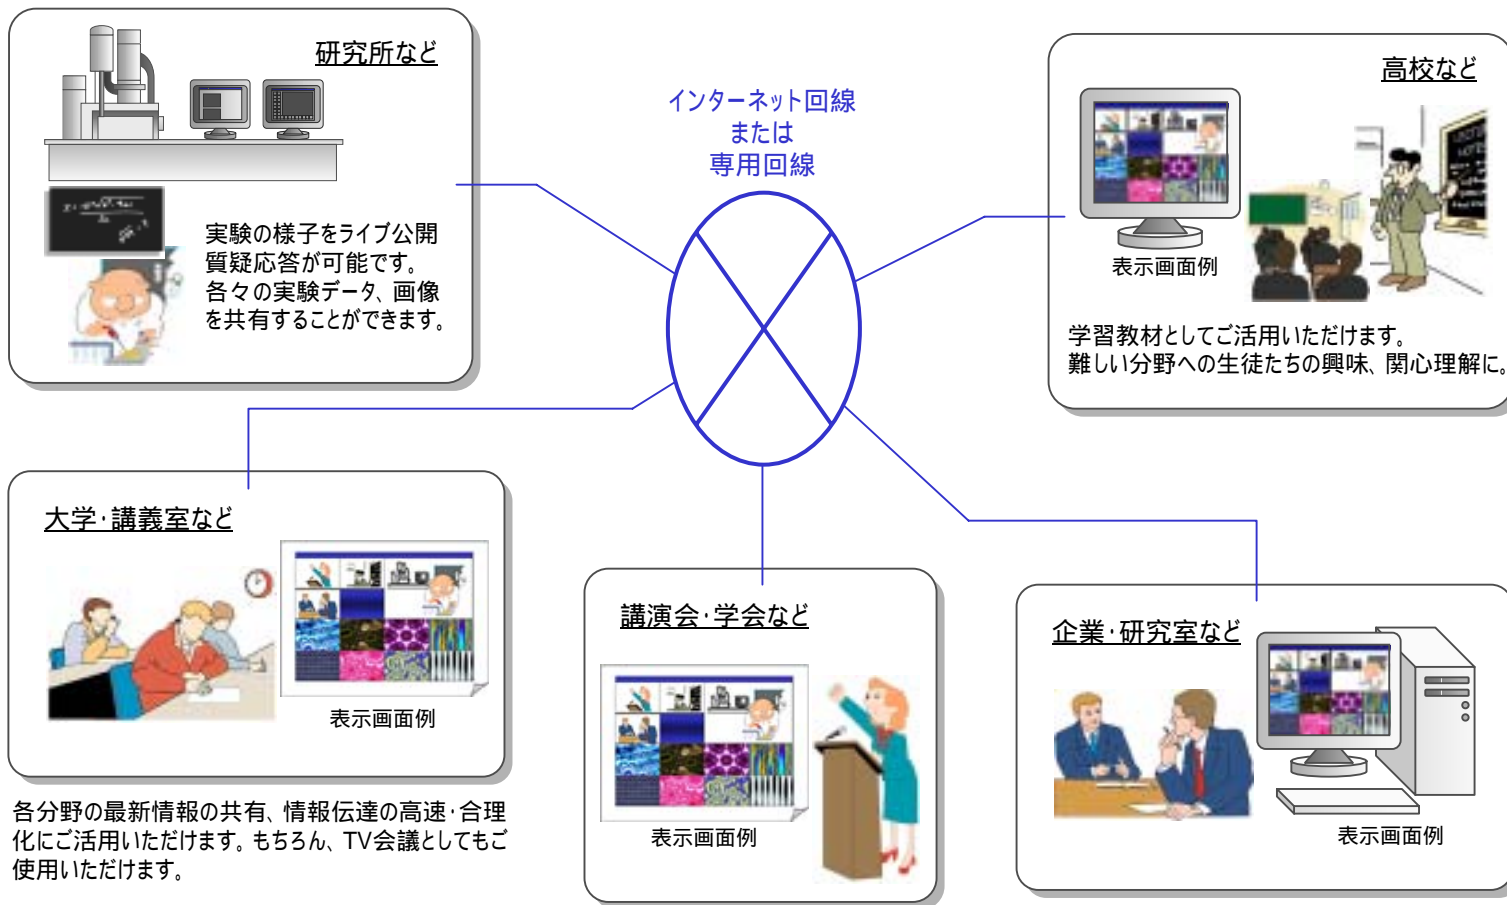 研究所など
実験の様子をライブ公開
質疑応答が可能です。
各々の実験データ、画像
を共有することができます。
インターネット回線
または
専用回線
高校など
表示画面例
学習教材としてご活用いただけます。
難しい分野への生徒たちの興味、関心理解に。
大学・講義室など
表示画面例
各分野の最新情報の共有、情報伝達の高速・合理
化にご活用いただけます。もちろん、TV会議としてもご
使用いただけます。
講演会・学会など
表示画面例
企業・研究室など
表示画面例